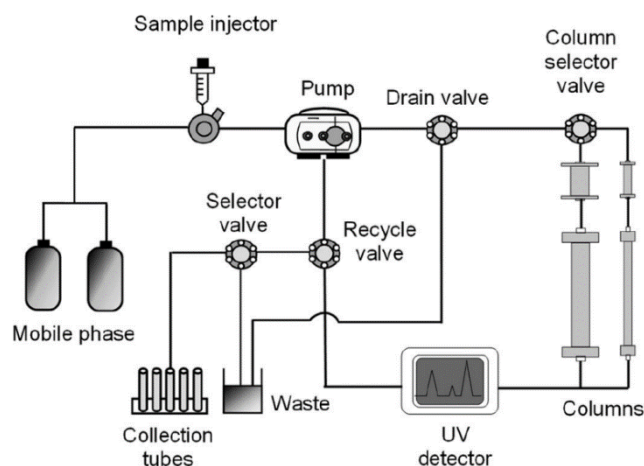 Sample injector
Pump
Drain valve
Column
selector
valve
Selector
valve
Recycle
valve
Mobile phase
Collection
tubes
Waste
UV
detector
Columns